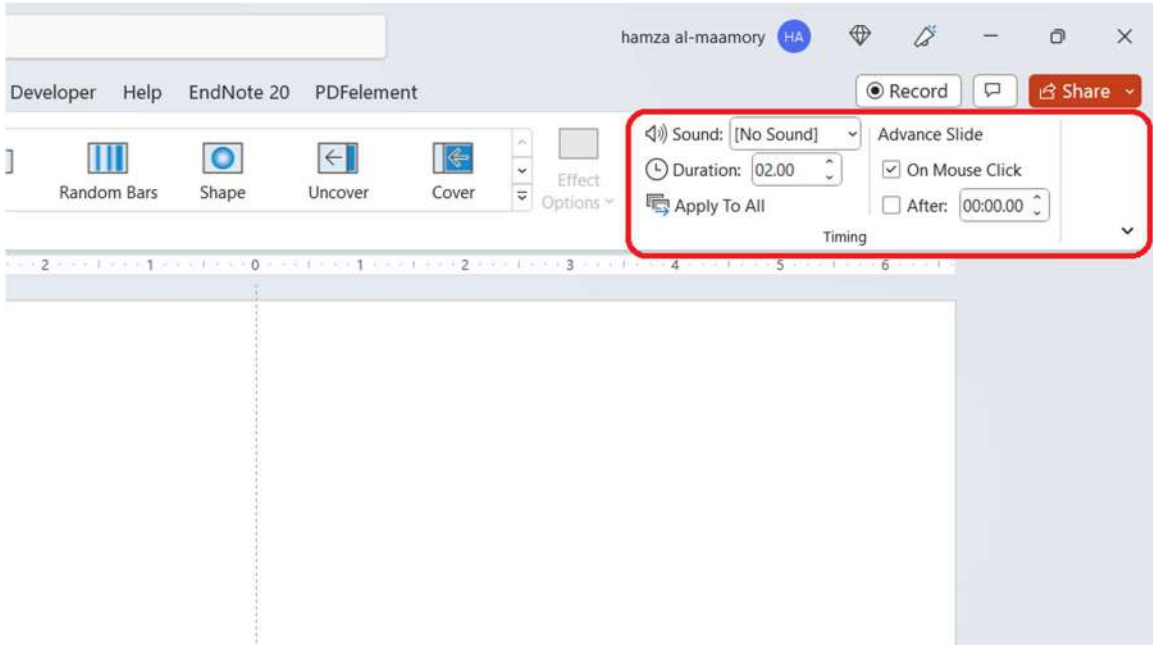 hamza al-maamory HA
Developer Help EndNote 20 PDFelement
Record Share
Random Bars Shape Uncover Cover
Effect
Options
Sound: [No Sound]
Duration: 02.00
Apply To All
Advance Slide
On Mouse Click
After: 00:00.00
Timing
2 1 0 1 2 3 4 5 6